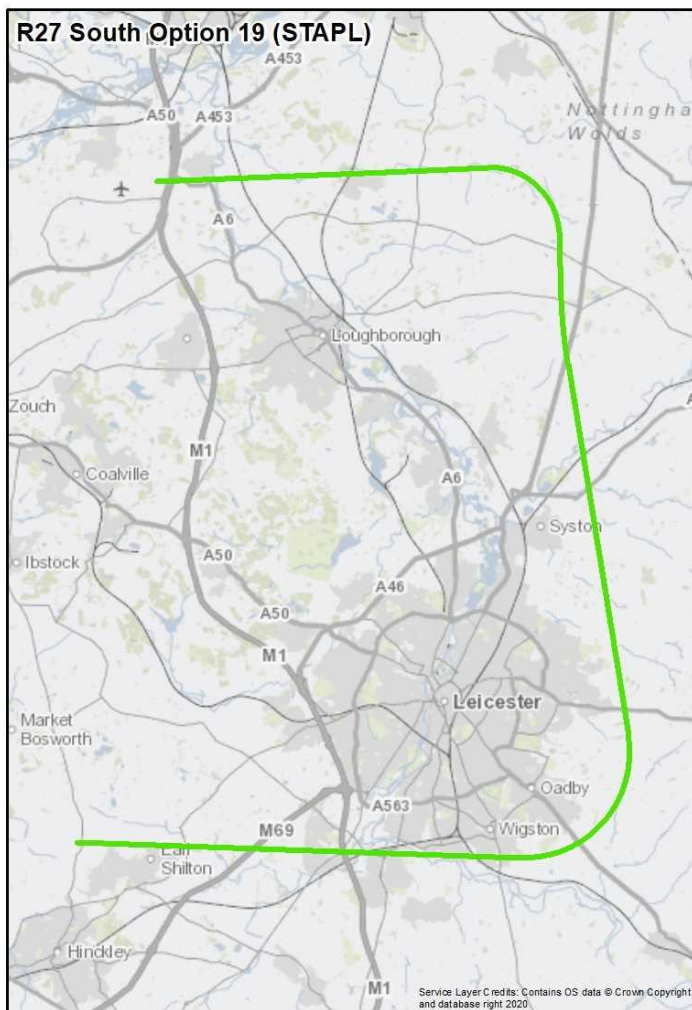 R27 South Option 19 (STAPL)
A453
A50
A453
Nottingha
Wolds
A6
Loughborough
Zouch
M1
Coalville
A6
Syston
Ibstock
A50
A46
A50
M1
Leicester
Market
Bosworth
Oadby
A563
M69
Wigston
Earl
Shilton
Hinckley
M1
Service Layer Credits: Contains OS data © Crown Copyright
and database right 2020